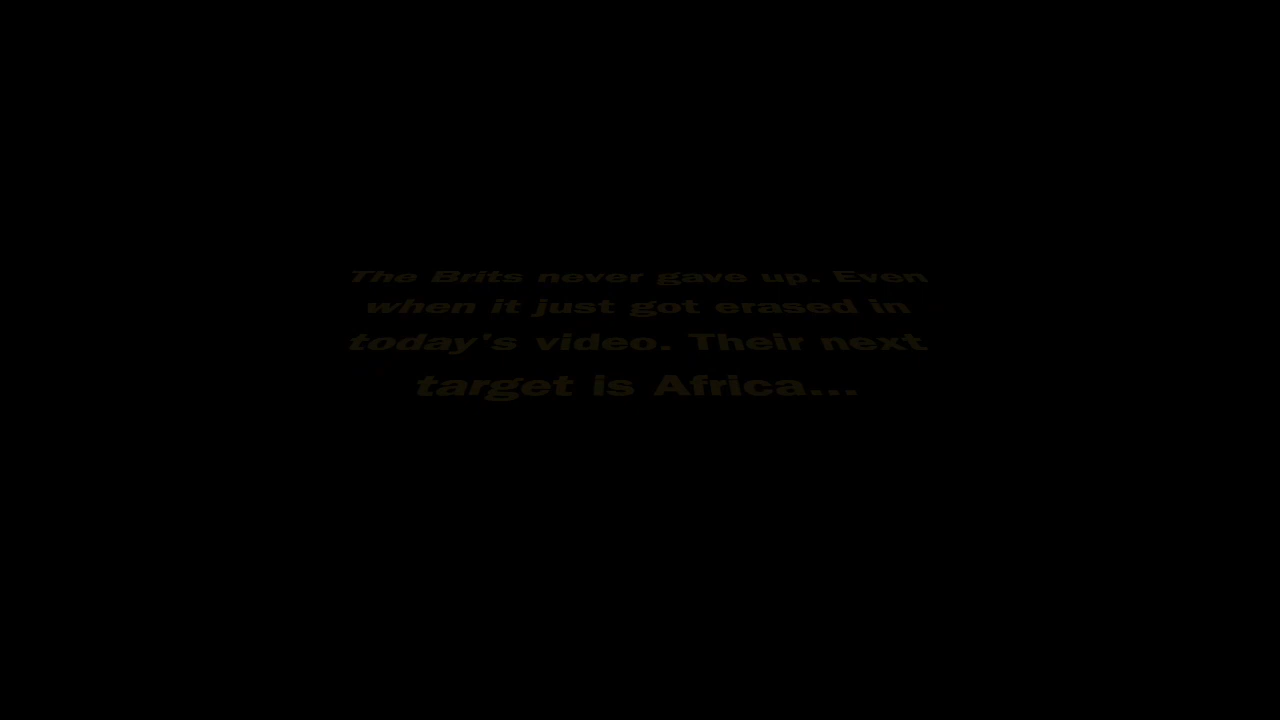 The Brits never gave up. Even
when it just got erased in
today's video. Their next
target is Africa...